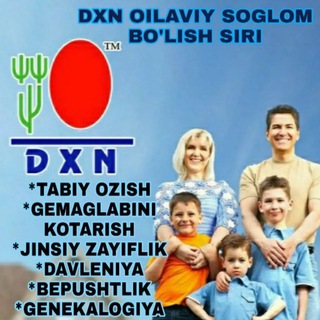 DXN OILAVIY SOGLOM
BO'LISH SIRI
TM
DXN
*TABIY OZISH
*GEMAGLABINI
KOTARISH
*JINSIY ZAYIFLIK
*DAVLENIYA
*BEPUSHTLIK
*GENEKALOGIYA